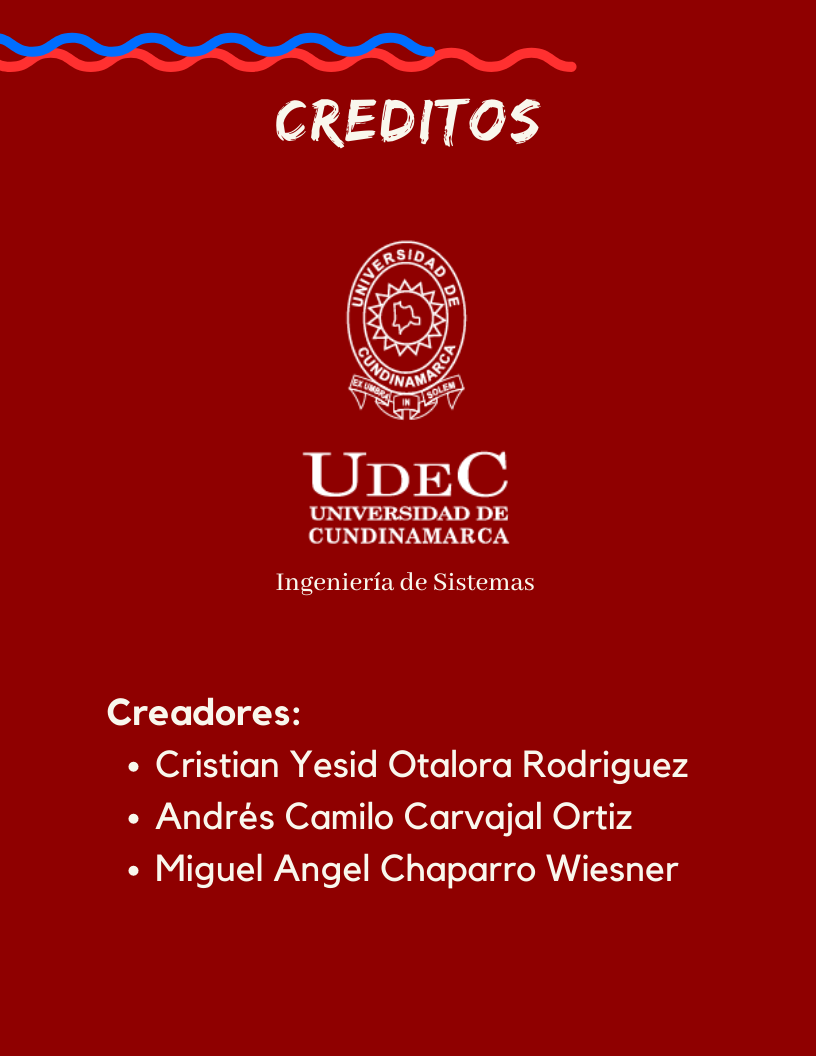 CREDITOS
UNIVERSIDAD DE
CUNDINAMARCA
EX UMBRA IN SOLEM
UDEC
UNIVERSIDAD DE
CUNDINAMARCA
Ingeniería de Sistemas
Creadores:
• Cristian Yesid Otalora Rodriguez
• Andrés Camilo Carvajal Ortiz
• Miguel Angel Chaparro Wiesner